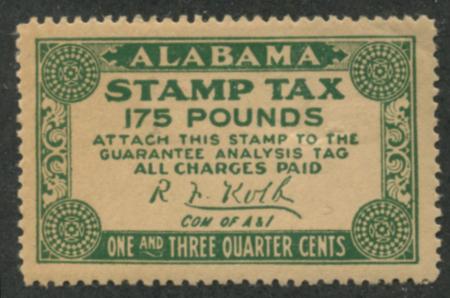 ALABAMA
STAMP TAX
175 POUNDS
ATTACH THIS STAMP TO THE
GUARANTEE ANALYSIS TAG
ALL CHARGES PAID
R F Kolb
COM OF A & I
ONE AND THREE QUARTER CENTS